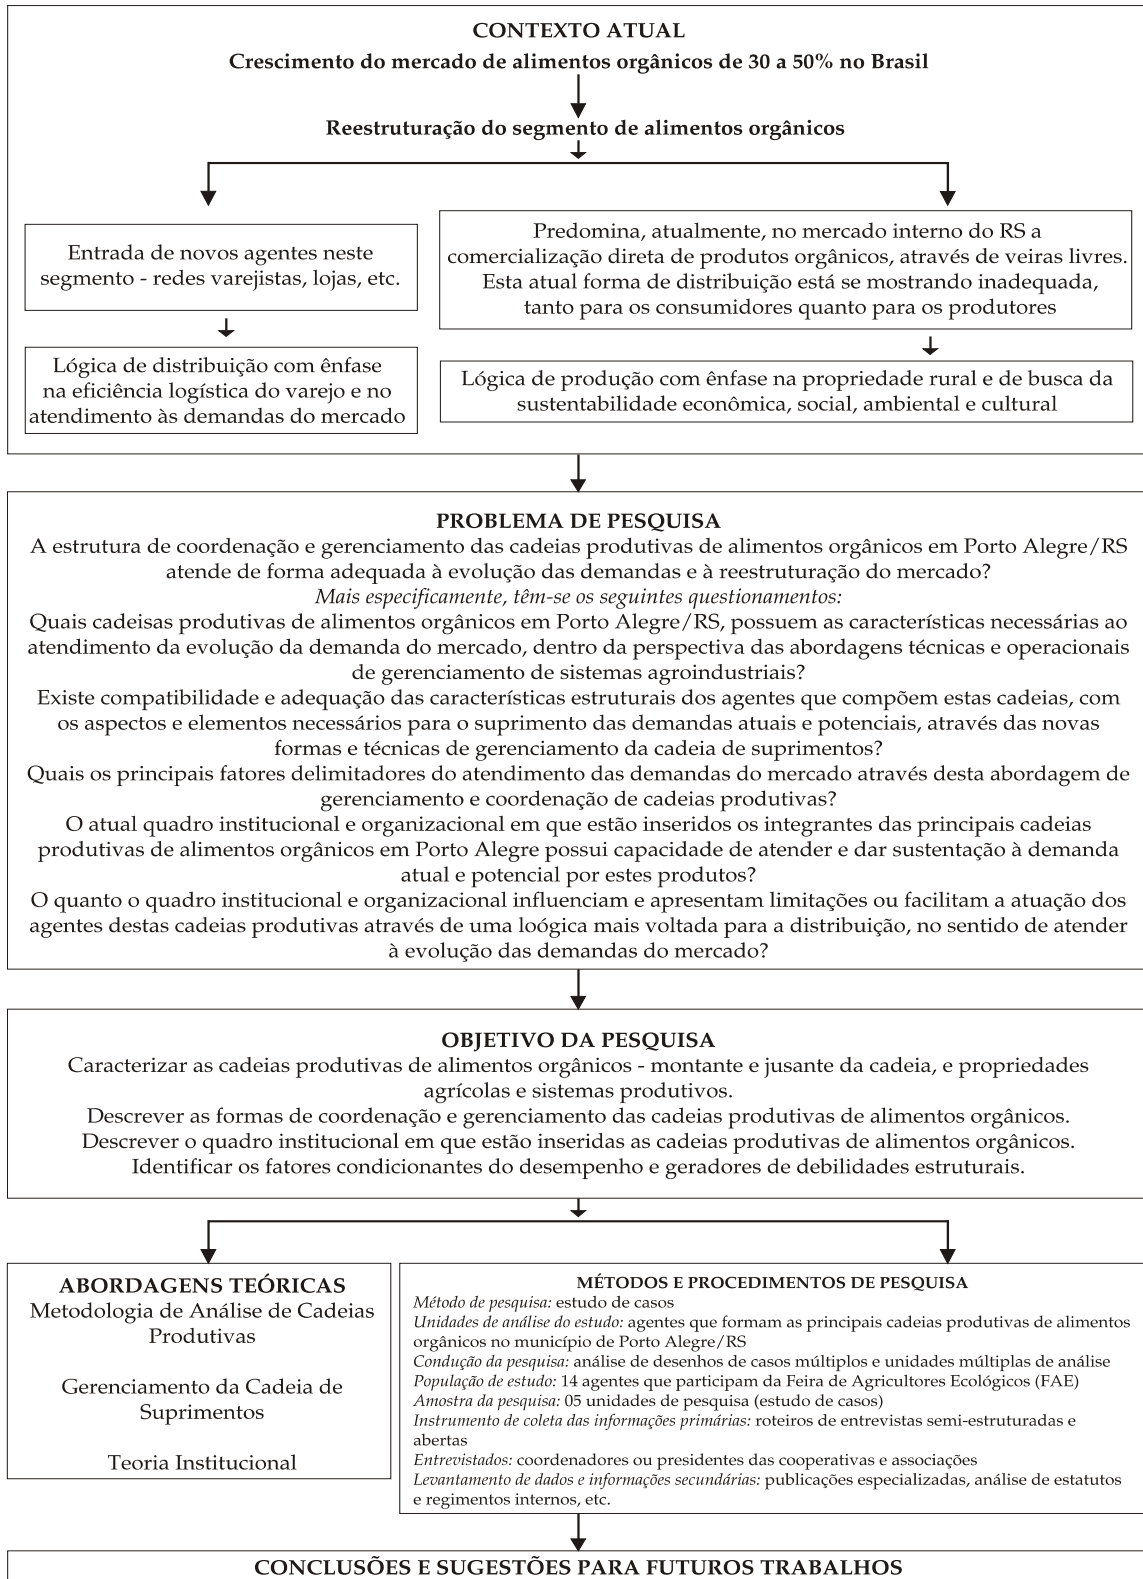 CONTEXTO ATUAL
Crescimento do mercado de alimentos orgânicos de 30 a 50% no Brasil
Reestruturação do segmento de alimentos orgânicos
Entrada de novos agentes neste
segmento - redes varejistas, lojas, etc.
Predomina, atualmente, no mercado interno do RS a
comercialização direta de produtos orgânicos, através de veiras livres.
Esta atual forma de distribuição está se mostrando inadequada,
tanto para os consumidores quanto para os produtores
Lógica de distribuição com ênfase
na eficiência logística do varejo e no
atendimento às demandas do mercado
Lógica de produção com ênfase na propriedade rural e de busca da
sustentabilidade econômica, social, ambiental e cultural
PROBLEMA DE PESQUISA
A estrutura de coordenação e gerenciamento das cadeias produtivas de alimentos orgânicos em Porto Alegre/RS
atende de forma adequada à evolução das demandas e à reestruturação do mercado?
Mais especificamente, têm-se os seguintes questionamentos:
Quais cadeisas produtivas de alimentos orgânicos em Porto Alegre/RS, possuem as características necessárias ao
atendimento da evolução da demanda do mercado, dentro da perspectiva das abordagens técnicas e operacionais
de gerenciamento de sistemas agroindustriais?
Existe compatibilidade e adequação das características estruturais dos agentes que compõem estas cadeias, com
os aspectos e elementos necessários para o suprimento das demandas atuais e potenciais, através das novas
formas e técnicas de gerenciamento da cadeia de suprimentos?
Quais os principais fatores delimitadores do atendimento das demandas do mercado através desta abordagem de
gerenciamento e coordenação de cadeias produtivas?
O atual quadro institucional e organizacional em que estão inseridos os integrantes das principais cadeias
produtivas de alimentos orgânicos em Porto Alegre possui capacidade de atender e dar sustentação à demanda
atual e potencial por estes produtos?
O quanto o quadro institucional e organizacional influenciam e apresentam limitações ou facilitam a atuação dos
agentes destas cadeias produtivas através de uma loógica mais voltada para a distribuição, no sentido de atender
à evolução das demandas do mercado?
OBJETIVO DA PESQUISA
Caracterizar as cadeias produtivas de alimentos orgânicos - montante e jusante da cadeia, e propriedades
agrícolas e sistemas produtivos.
Descrever as formas de coordenação e gerenciamento das cadeias produtivas de alimentos orgânicos.
Descrever o quadro institucional em que estão inseridas as cadeias produtivas de alimentos orgânicos.
Identificar os fatores condicionantes do desempenho e geradores de debilidades estruturais.
ABORDAGENS TEÓRICAS
Metodologia de Análise de Cadeias
Produtivas
Gerenciamento da Cadeia de
Suprimentos
Teoria Institucional
MÉTODOS E PROCEDIMENTOS DE PESQUISA
Método de pesquisa: estudo de casos
Unidades de análise do estudo: agentes que formam as principais cadeias produtivas de alimentos
orgânicos no município de Porto Alegre/RS
Condução da pesquisa: análise de desenhos de casos múltiplos e unidades múltiplas de análise
População de estudo: 14 agentes que participam da Feira de Agricultores Ecológicos (FAE)
Amostra da pesquisa: 05 unidades de pesquisa (estudo de casos)
Instrumento de coleta das informações primárias: roteiros de entrevistas semi-estruturadas e
abertas
Entrevistados: coordenadores ou presidentes das cooperativas e associações
Levantamento de dados e informações secundárias: publicações especializadas, análise de estatutos
e regimentos internos, etc.
CONCLUSÕES E SUGESTÕES PARA FUTUROS TRABALHOS